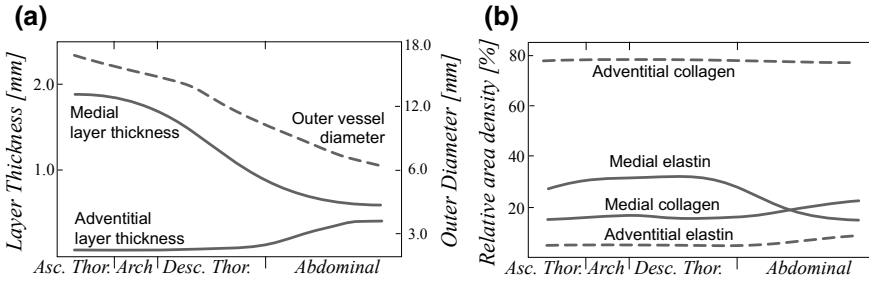 (a)
Layer Thickness [mm]
2.0
1.0
Medial
layer thickness
Outer vessel
diameter
Adventitial
layer thickness
18.0
12.0
6.0
3.0
Outer Diameter [mm]
Asc. Thor. Arch Desc. Thor. Abdominal
(b)
Relative area density [%]
80
60
40
20
Adventitial collagen
Medial elastin
Medial collagen
Adventitial elastin
Asc. Thor. Arch Desc. Thor. Abdominal